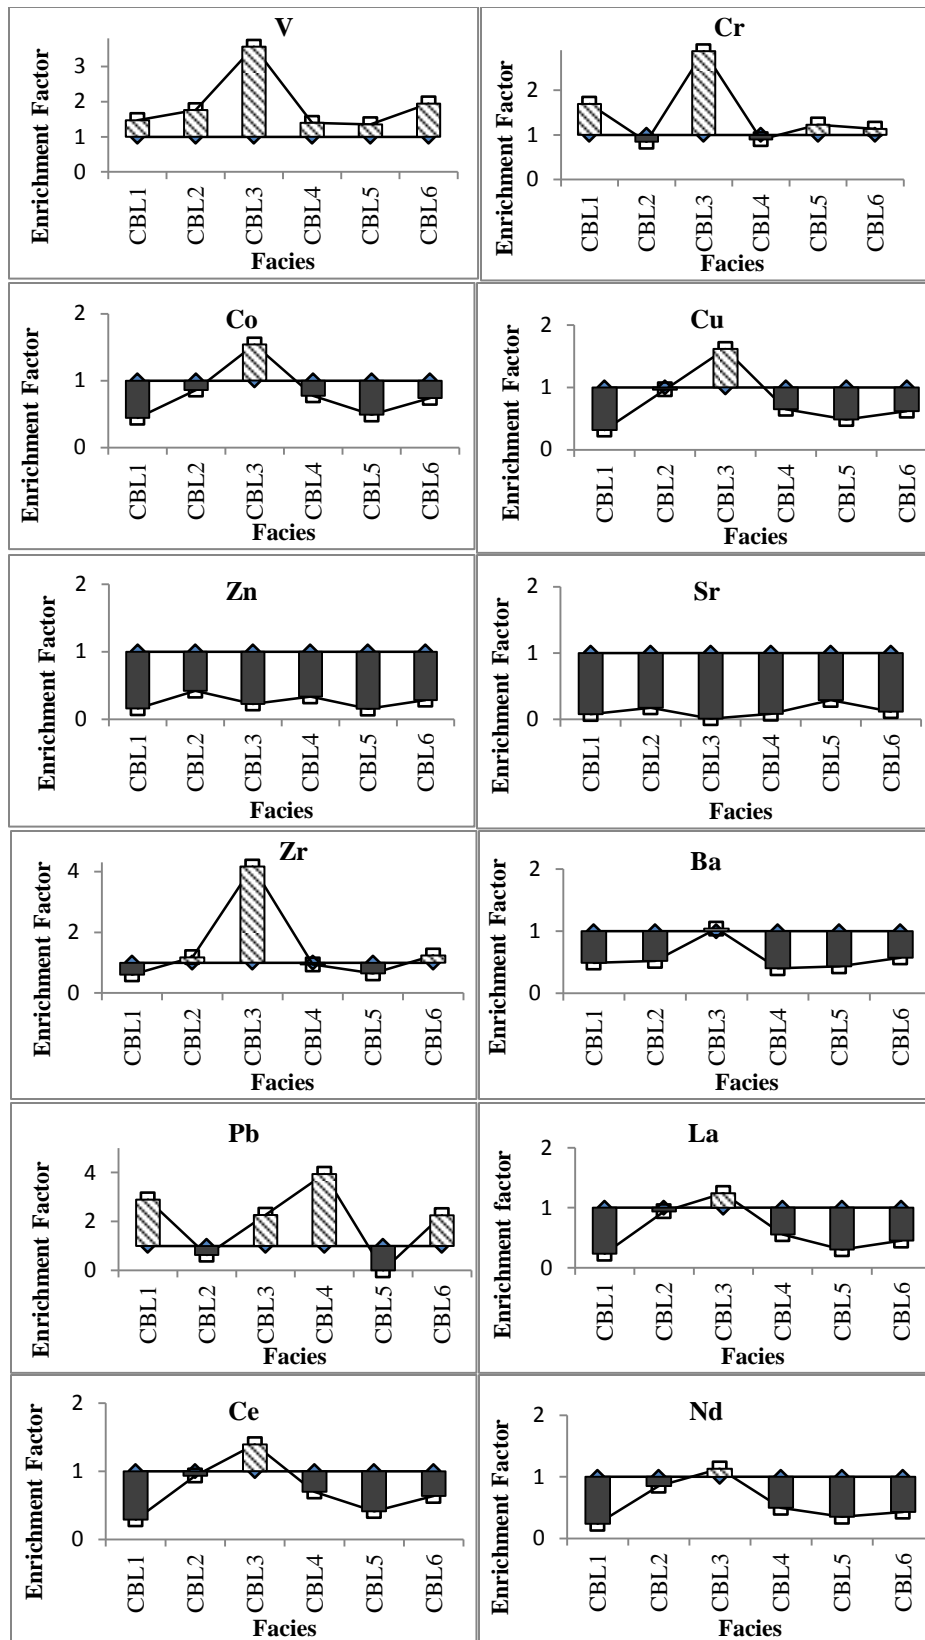 V
Enrichment Factor
3
2
1
0
CBL1 CBL2 CBL3 CBL4 CBL5 CBL6
Facies
Cr
Enrichment Factor
2
1
0
CBL1 CBL2 CBL3 CBL4 CBL5 CBL6
Facies
Co
Enrichment Factor
2
1
0
CBL1 CBL2 CBL3 CBL4 CBL5 CBL6
Facies
Cu
Enrichment Factor
2
1
0
CBL1 CBL2 CBL3 CBL4 CBL5 CBL6
Facies
Zn
Enrichment Factor
2
1
0
CBL1 CBL2 CBL3 CBL4 CBL5 CBL6
Facies
Sr
Enrichment Factor
2
1
0
CBL1 CBL2 CBL3 CBL4 CBL5 CBL6
Facies
Zr
Enrichment Factor
4
2
0
CBL1 CBL2 CBL3 CBL4 CBL5 CBL6
Facies
Ba
Enrichment Factor
2
1
0
CBL1 CBL2 CBL3 CBL4 CBL5 CBL6
Facies
Pb
Enrichment Factor
4
2
0
CBL1 CBL2 CBL3 CBL4 CBL5 CBL6
Facies
La
Enrichment factor
2
1
0
CBL1 CBL2 CBL3 CBL4 CBL5 CBL6
Facies
Ce
Enrichment Factor
2
1
0
CBL1 CBL2 CBL3 CBL4 CBL5 CBL6
Facies
Nd
Enrichment Factor
2
1
0
CBL1 CBL2 CBL3 CBL4 CBL5 CBL6
Facies